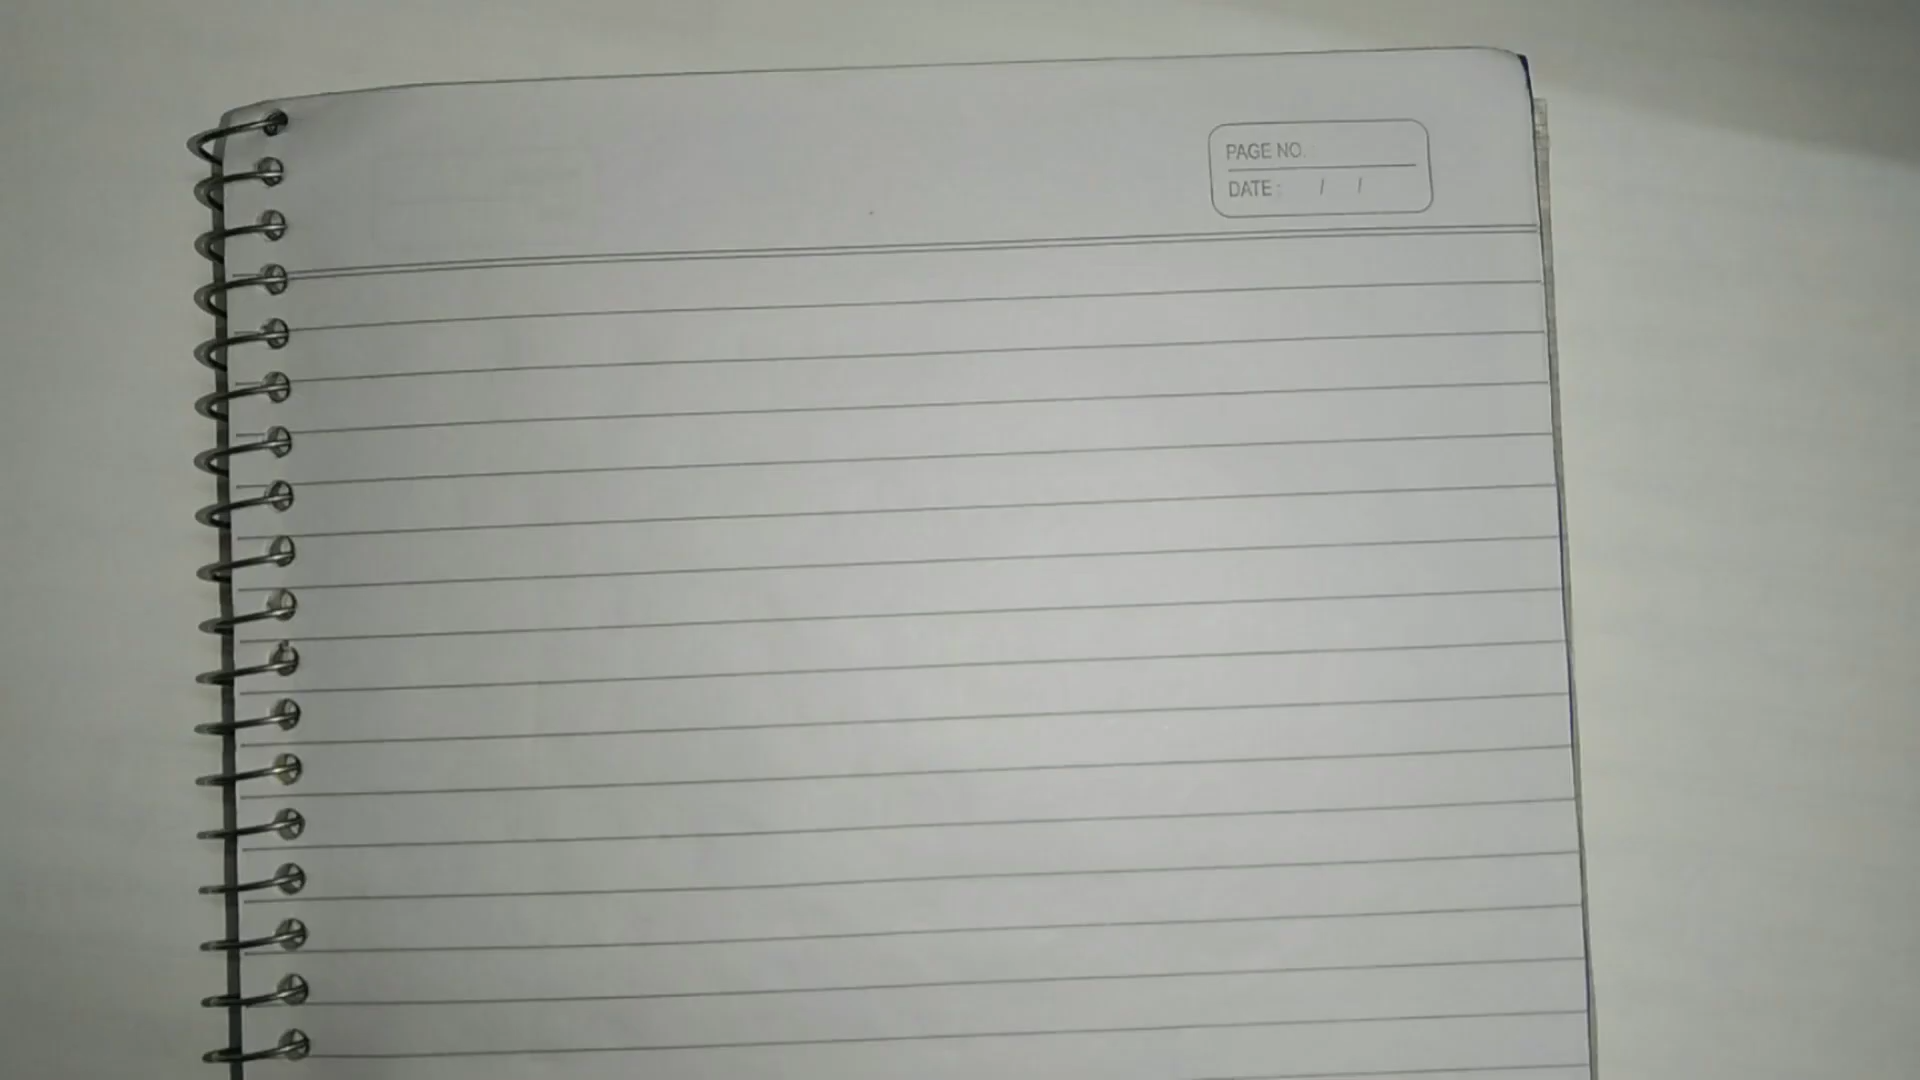 PAGE NO.
DATE : / /